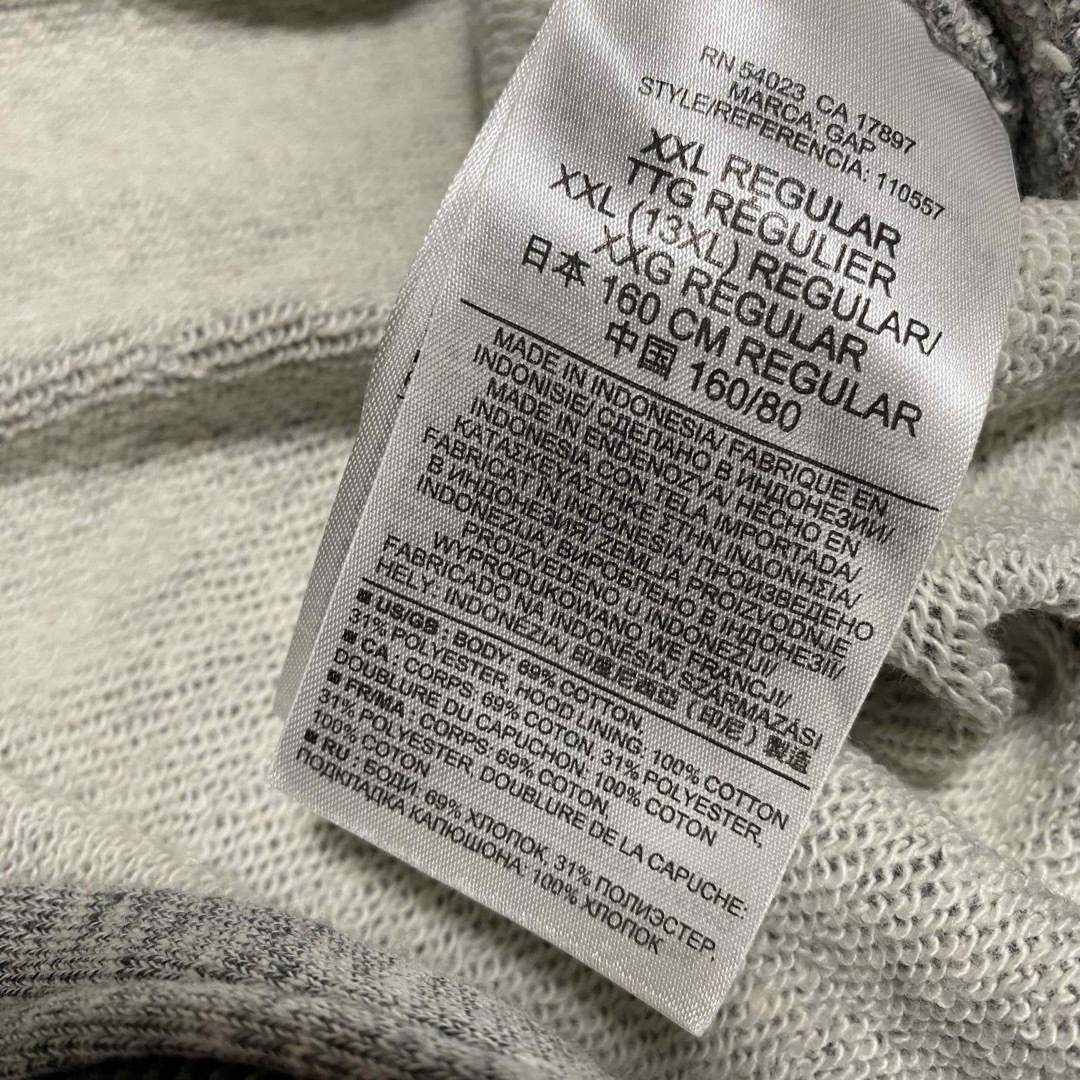 RN 54023 CA 17897
MARCA: GAP
STYLE/REFERENCIA: 110557
XXL REGULAR
TTG REGULIER
XXL (13XL) REGULAR/
XXG REGULAR
日本 160 CM REGULAR
中国 160/80
MADE IN INDONESIA/ FABRIQUE EN
INDONISIE/ СДЕЛАНО В ИНДОНЕЗИИ/
MADE IN ENDENOZYA/ HECHO EN
INDONESIA CON TELA IMPORTADA/
ΚΑΤΑΣΚΕΥΑΣΤΗΚΕ ΣΤΗΝ ΙΝΔΟΝΗΣΙΑ/
FABRICAT IN INDONESIA/ ПРОИЗВЕДЕНО
В ИНДОНЕЗИЯ/ ZEMLJA PROIZVODNJE
INDONEZIJA/ ВИРОБЛЕНО В ІНДОНЕЗІЇ/
PROIZVEDENO U INDONEZIJI/
WYPRODUKOWANO WE FRANCJI/
FABRICADO NA INDONESIA/ SZÁRMAZÁSI
HELY: INDONÉZIA/ 印度尼西亞 (印尼) 製造
■ US/GB : BODY: 69% COTTON,
31% POLYESTER, HOOD LINING: 100% COTTON
■ CA : CORPS: 69% COTON, 31% POLYESTER,
DOUBLURE DU CAPUCHON: 100% COTON
■ FR/MA : CORPS: 69% COTON,
31% POLYESTER, DOUBLURE DE LA CAPUCHE:
100% COTON
■ RU : БОДИ: 69% ХЛОПОК, 31% ПОЛИЭСТЕР,
ПОДКЛАДКА КАПЮШОНА: 100% ХЛОПОК